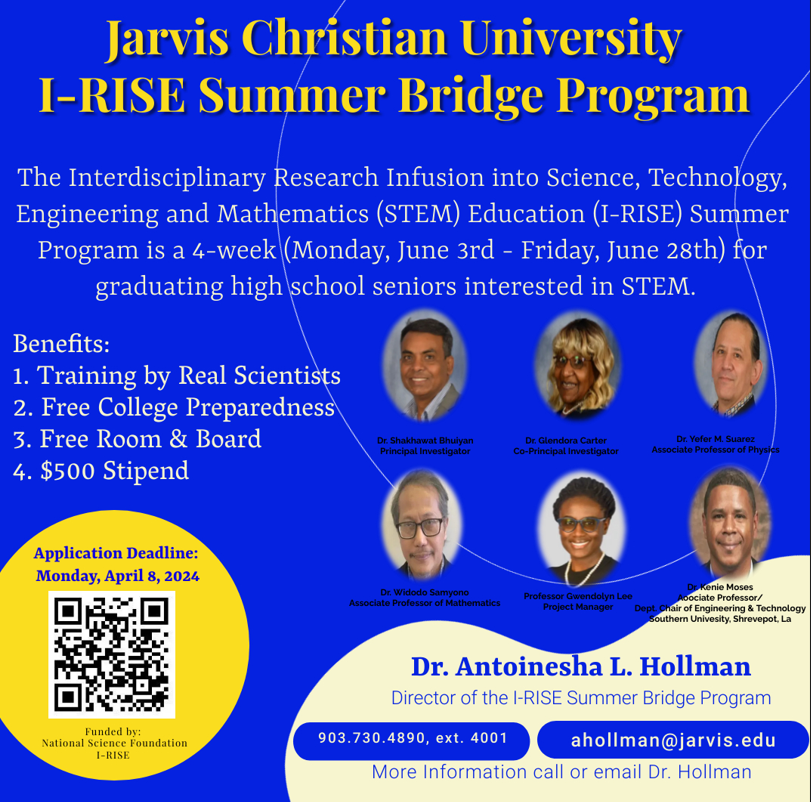 Jarvis Christian University
I-RISE Summer Bridge Program
The Interdisciplinary Research Infusion into Science, Technology,
Engineering and Mathematics (STEM) Education (I-RISE) Summer
Program is a 4-week (Monday, June 3rd - Friday, June 28th) for
graduating high school seniors interested in STEM.
Benefits:
1. Training by Real Scientists
2. Free College Preparedness
3. Free Room & Board
4. $500 Stipend
Dr. Shakhawat Bhuiyan
Principal Investigator
Dr. Glendora Carter
Co-Principal Investigator
Dr. Yefer M. Suarez
Associate Professor of Physics
Dr. Widodo Samyono
Associate Professor of Mathematics
Professor Gwendolyn Lee
Project Manager
Dr. Kenie Moses
Aoociate Professor/
Dept. Chair of Engineering & Technology
Southern Univesity, Shrevepot, La
Application Deadline:
Monday, April 8, 2024
Funded by:
National Science Foundation
I-RISE
Dr. Antoinesha L. Hollman
Director of the I-RISE Summer Bridge Program
903.730.4890, ext. 4001
ahollman@jarvis.edu
More Information call or email Dr. Hollman